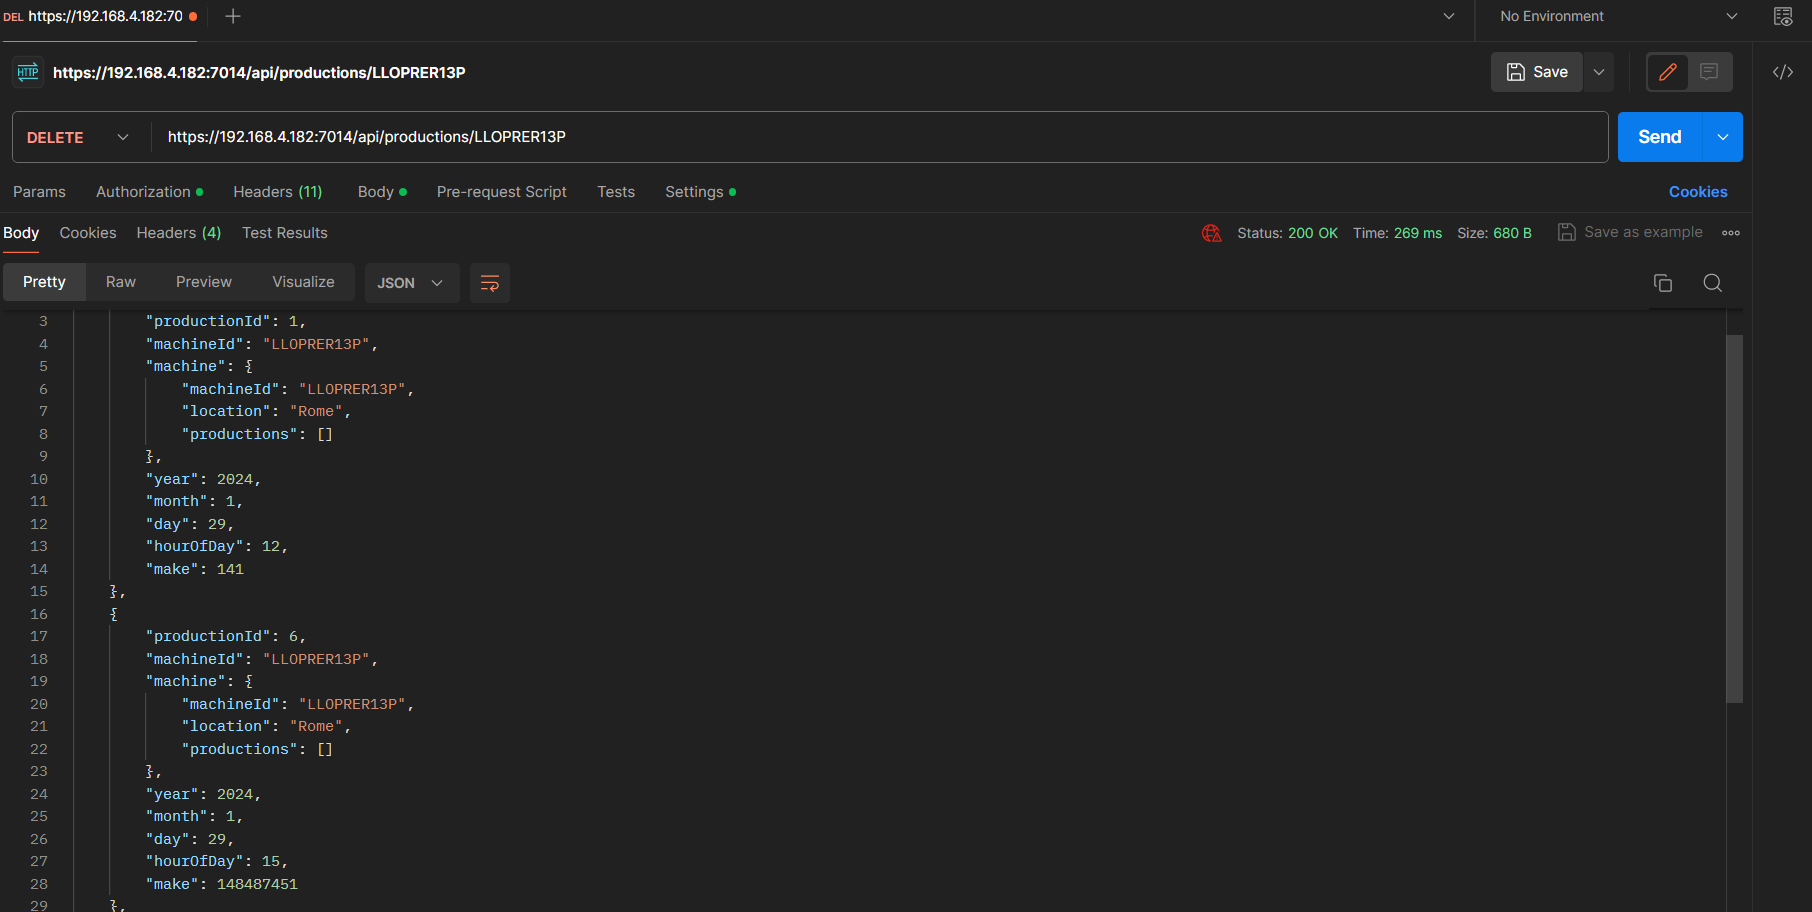 DEL https://192.168.4.182:70
No Environment
HTTP https://192.168.4.182:7014/api/productions/LLOPRER13P
Save
DELETE https://192.168.4.182:7014/api/productions/LLOPRER13P
Send
Params Authorization Headers (11) Body Pre-request Script Tests Settings Cookies
Body Cookies Headers (4) Test Results Status: 200 OK Time: 269 ms Size: 680 B Save as example
Pretty Raw Preview Visualize JSON
3 "productionId": 1,
4 "machineId": "LLOPRER13P",
5 "machine": {
6 "machineId": "LLOPRER13P",
7 "location": "Rome",
8 "productions": []
9 },
10 "year": 2024,
11 "month": 1,
12 "day": 29,
13 "hourOfDay": 12,
14 "make": 141
15 },
16 {
17 "productionId": 6,
18 "machineId": "LLOPRER13P",
19 "machine": {
20 "machineId": "LLOPRER13P",
21 "location": "Rome",
22 "productions": []
23 },
24 "year": 2024,
25 "month": 1,
26 "day": 29,
27 "hourOfDay": 15,
28 "make": 148487451
29 },